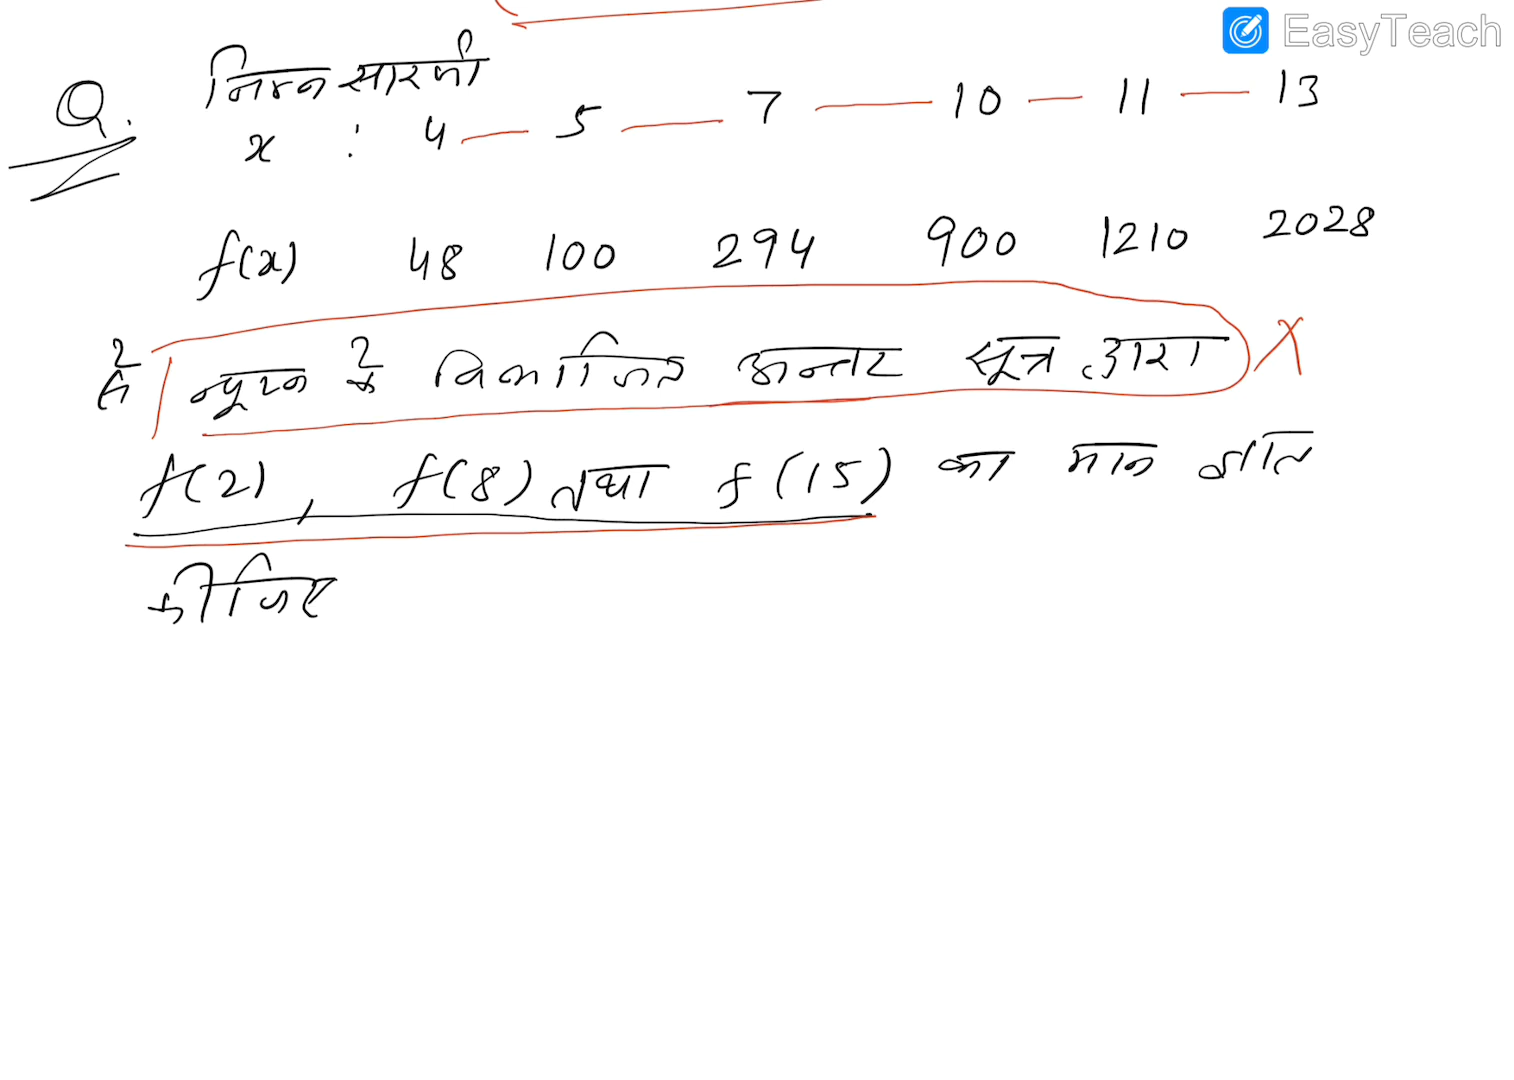 EasyTeach
Q. निम्न सारणी
x : 4 — 5 — 7 — 10 — 11 — 13
f(x) 48 100 294 900 1210 2028
से न्यूटन के विभाजित अन्तर सूत्र द्वारा X
f(2), f(8) तथा f(15) का मान ज्ञात
कीजिए